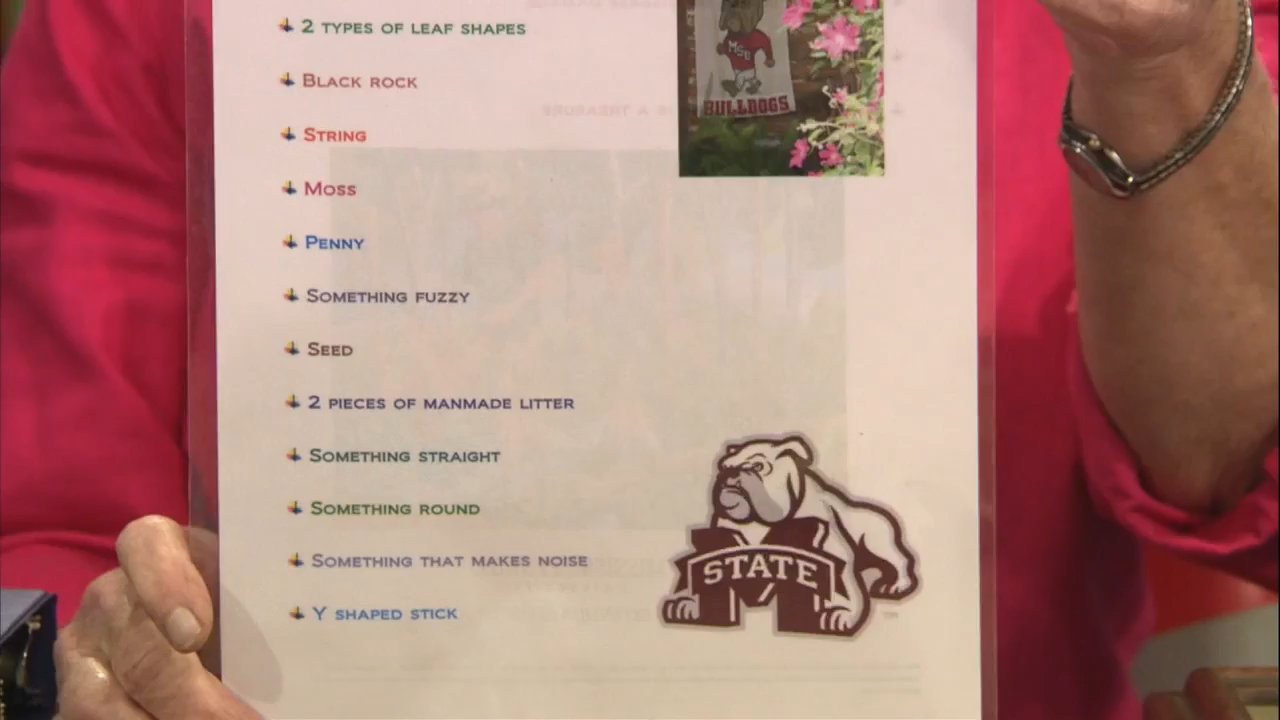 2 TYPES OF LEAF SHAPES
BLACK ROCK
STRING
MOSS
PENNY
SOMETHING FUZZY
SEED
2 PIECES OF MANMADE LITTER
SOMETHING STRAIGHT
SOMETHING ROUND
SOMETHING THAT MAKES NOISE
Y SHAPED STICK
MSU
BULLDOGS
STATE
TM